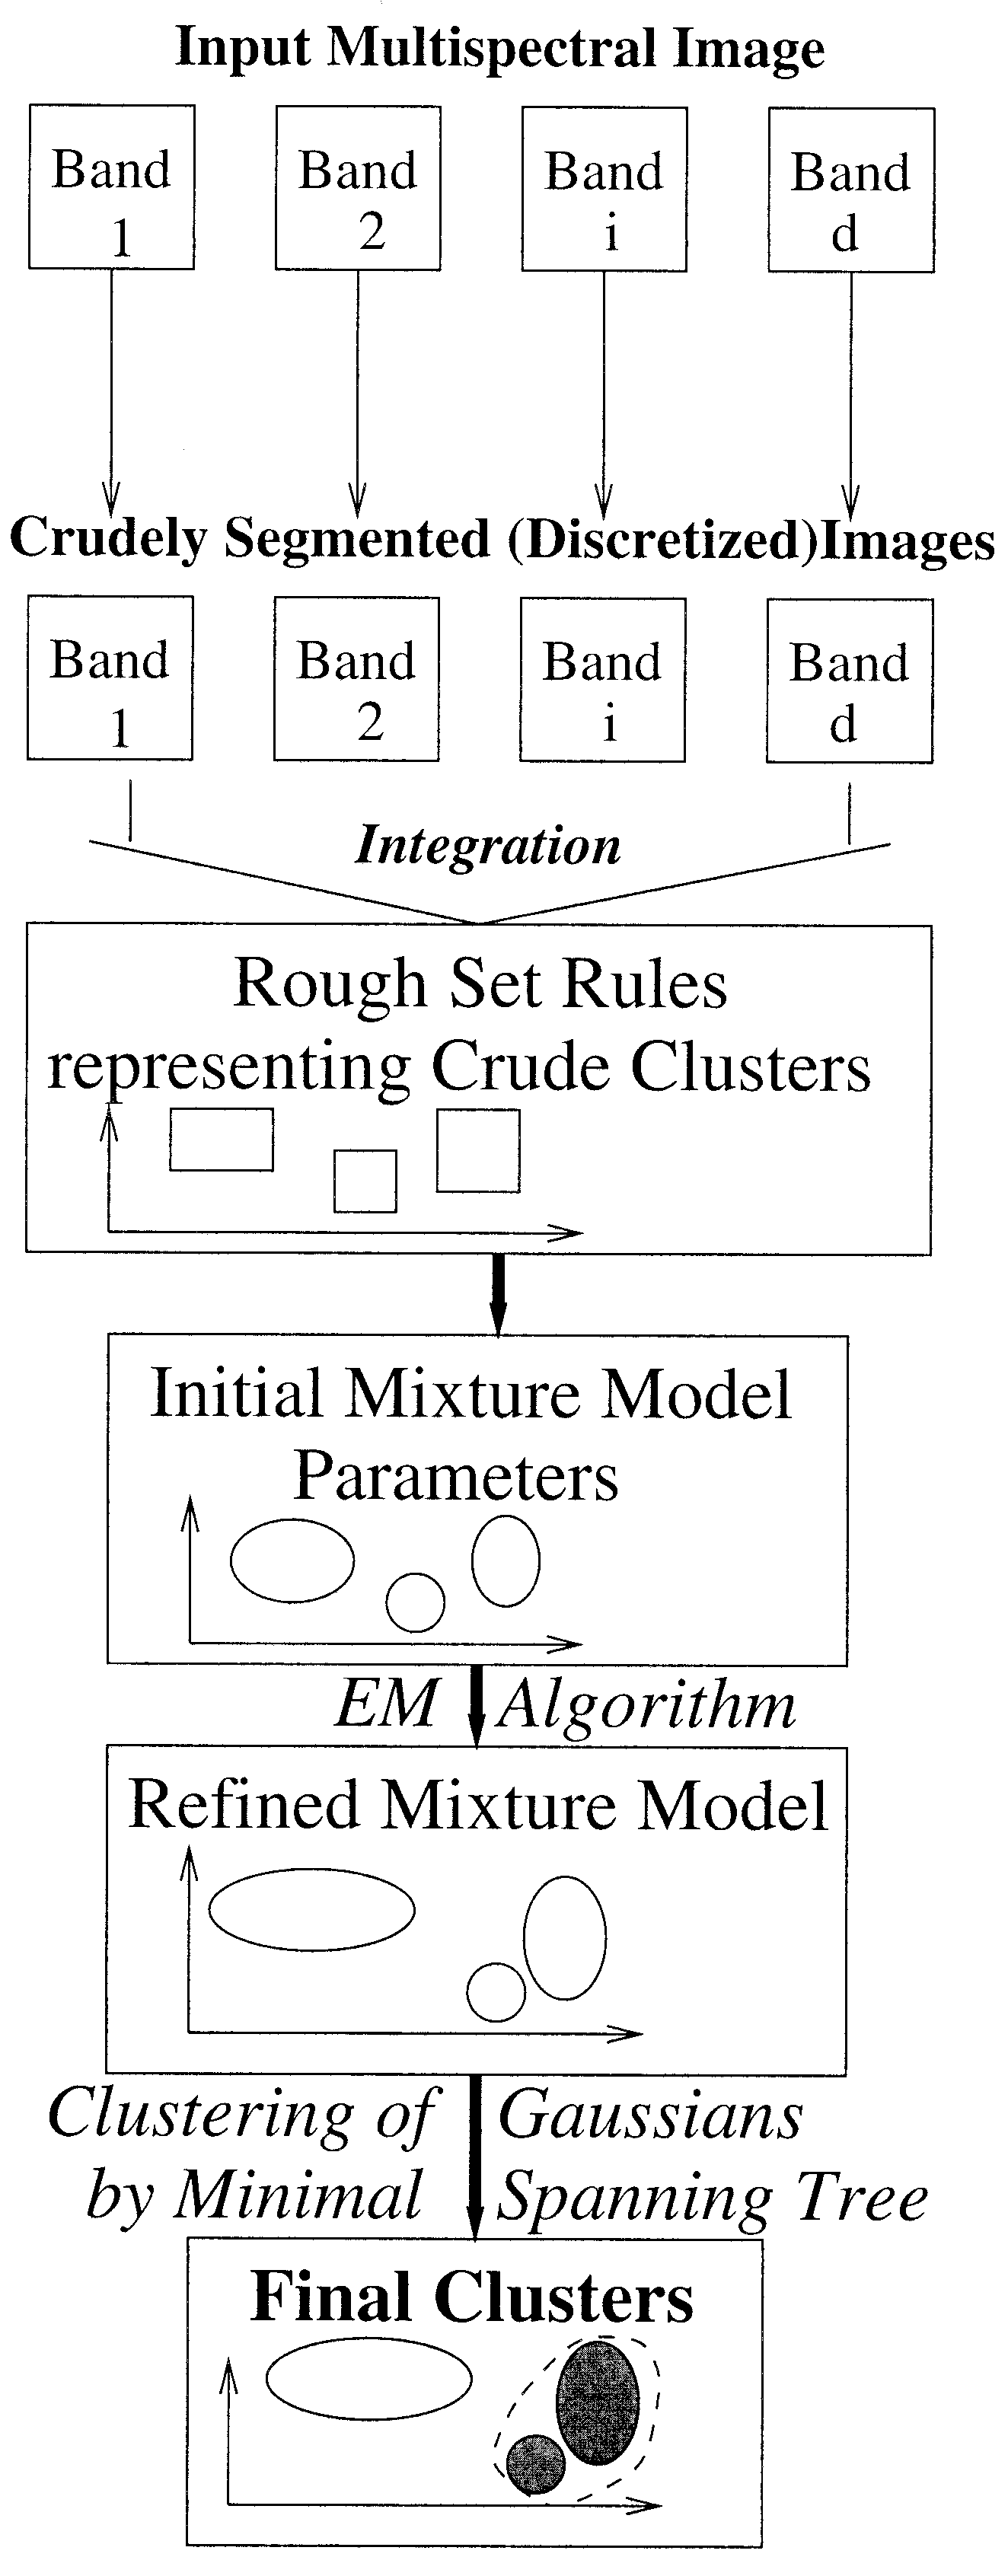 Input Multispectral Image
Band Band Band Band
1 2 i d
Crudely Segmented (Discretized)Images
Band Band Band Band
1 2 i d
Integration
Rough Set Rules
representing Crude Clusters
Initial Mixture Model
Parameters
EM Algorithm
Refined Mixture Model
Clustering of Gaussians
by Minimal Spanning Tree
Final Clusters